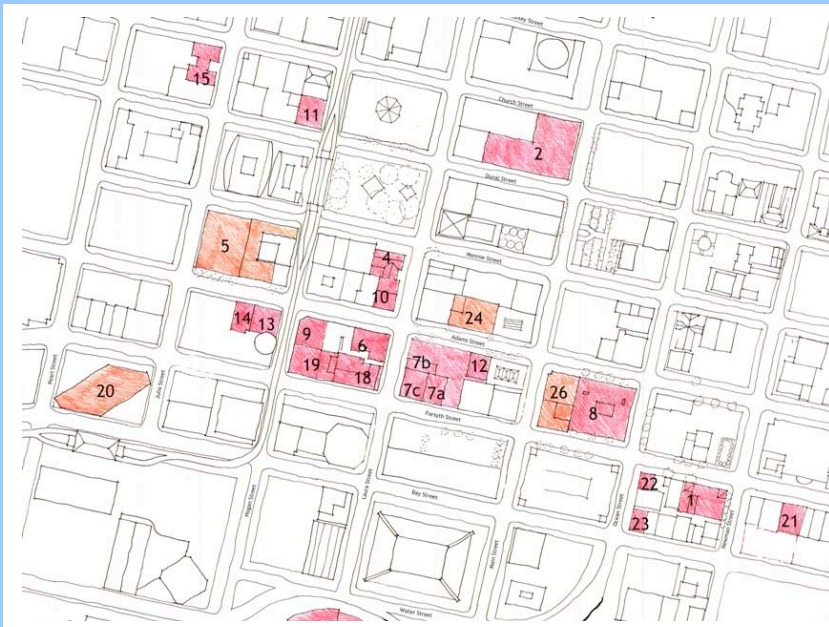 Church Street
15
11
2
Duval Street
5
4
Monroe Street
10
24
14
13
9
6
Adams Street
19
18
7b
12
7c
7a
Pearl Street
20
Julia Street
26
8
Forsyth Street
Laura Street
Hogan Street
Bay Street
22
1
23
21
Ocean Street
Newnan Street
Main Street
Water Street